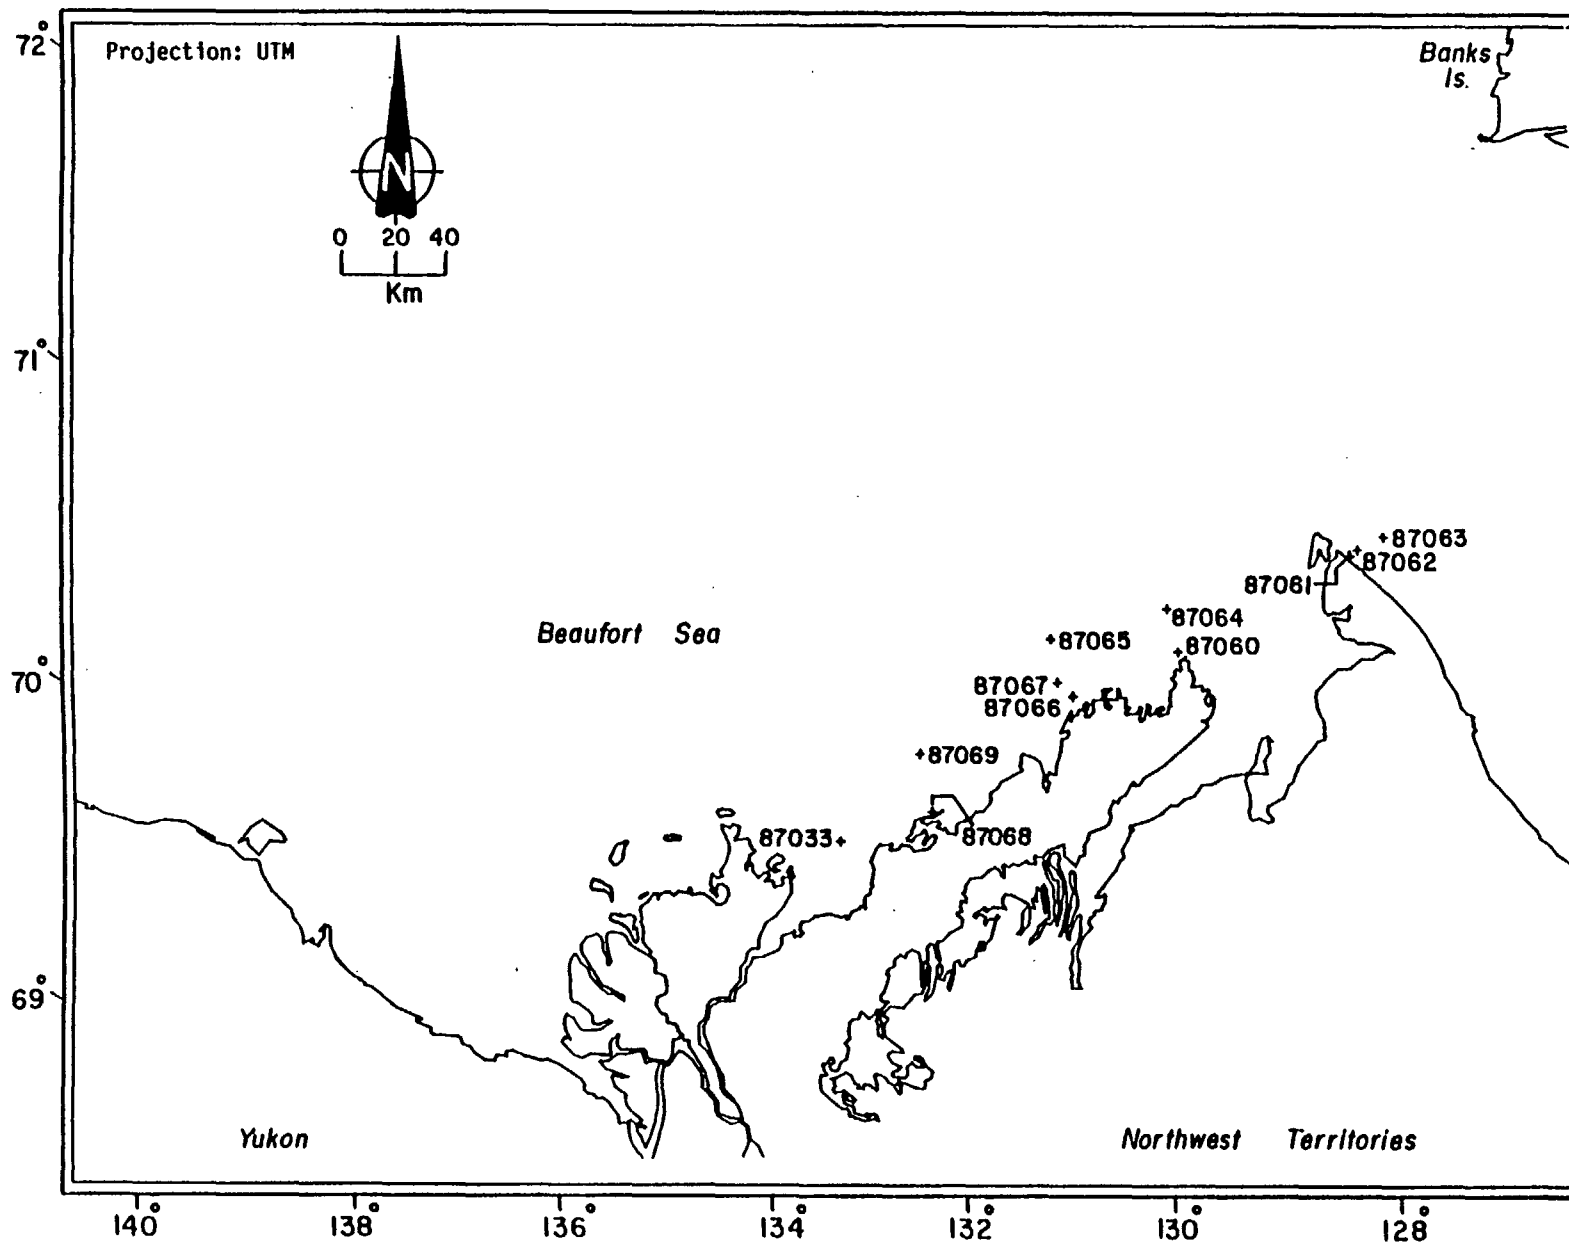 72°
Projection: UTM
Banks
Is.
N
0 20 40
Km
71°
+87063
+87062
87061
+87064
Beaufort Sea
+87065
+87060
70°
87067+
87066+
+87069
87033+
87068
69°
Yukon
Northwest Territories
140° 138° 136° 134° 132° 130° 128°